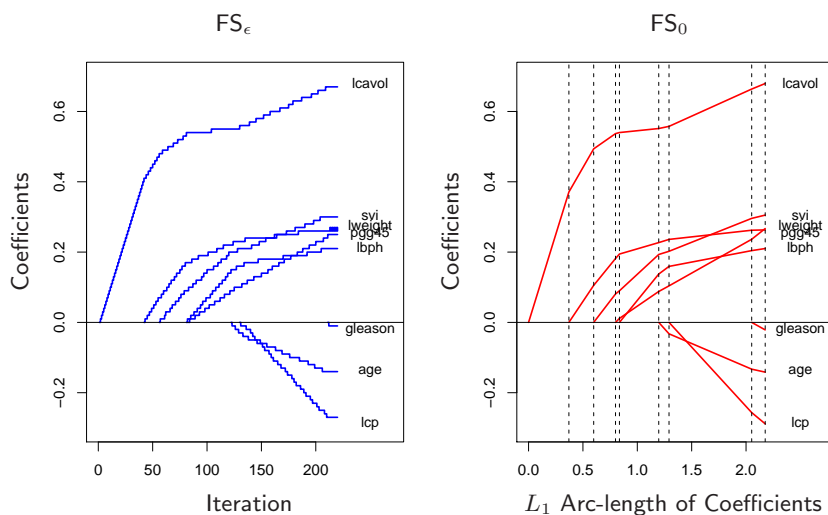 FSϵ
FS0
Coefficients
0.6
0.4
0.2
0.0
−0.2
lcavol
svi
lweight
pgg45
lbph
gleason
age
lcp
0
50
100
150
200
Iteration
Coefficients
0.6
0.4
0.2
0.0
−0.2
lcavol
svi
lweight
pgg45
lbph
gleason
age
lcp
0.0
0.5
1.0
1.5
2.0
L1 Arc-length of Coefficients